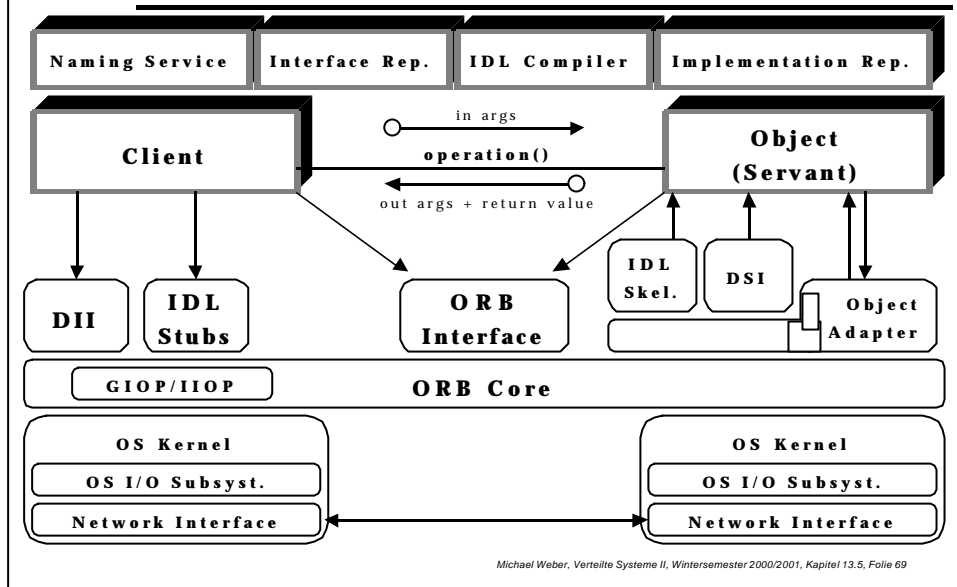 Naming Service
Interface Rep.
IDL Compiler
Implementation Rep.
Client
in args
operation()
out args + return value
Object
(Servant)
DII
IDL
Stubs
ORB
Interface
IDL
Skel.
DSI
Object
Adapter
GIOP/IIOP
ORB Core
OS Kernel
OS I/O Subsyst.
Network Interface
OS Kernel
OS I/O Subsyst.
Network Interface
Michael Weber, Verteilte Systeme II, Wintersemester 2000/2001, Kapitel 13.5, Folie 69